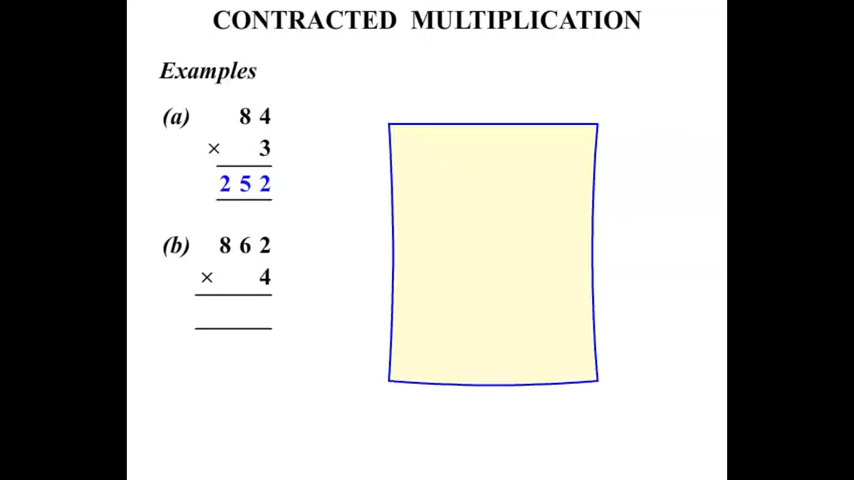 CONTRACTED MULTIPLICATION
Examples
(a) 8 4
× 3
2 5 2
(b) 8 6 2
× 4